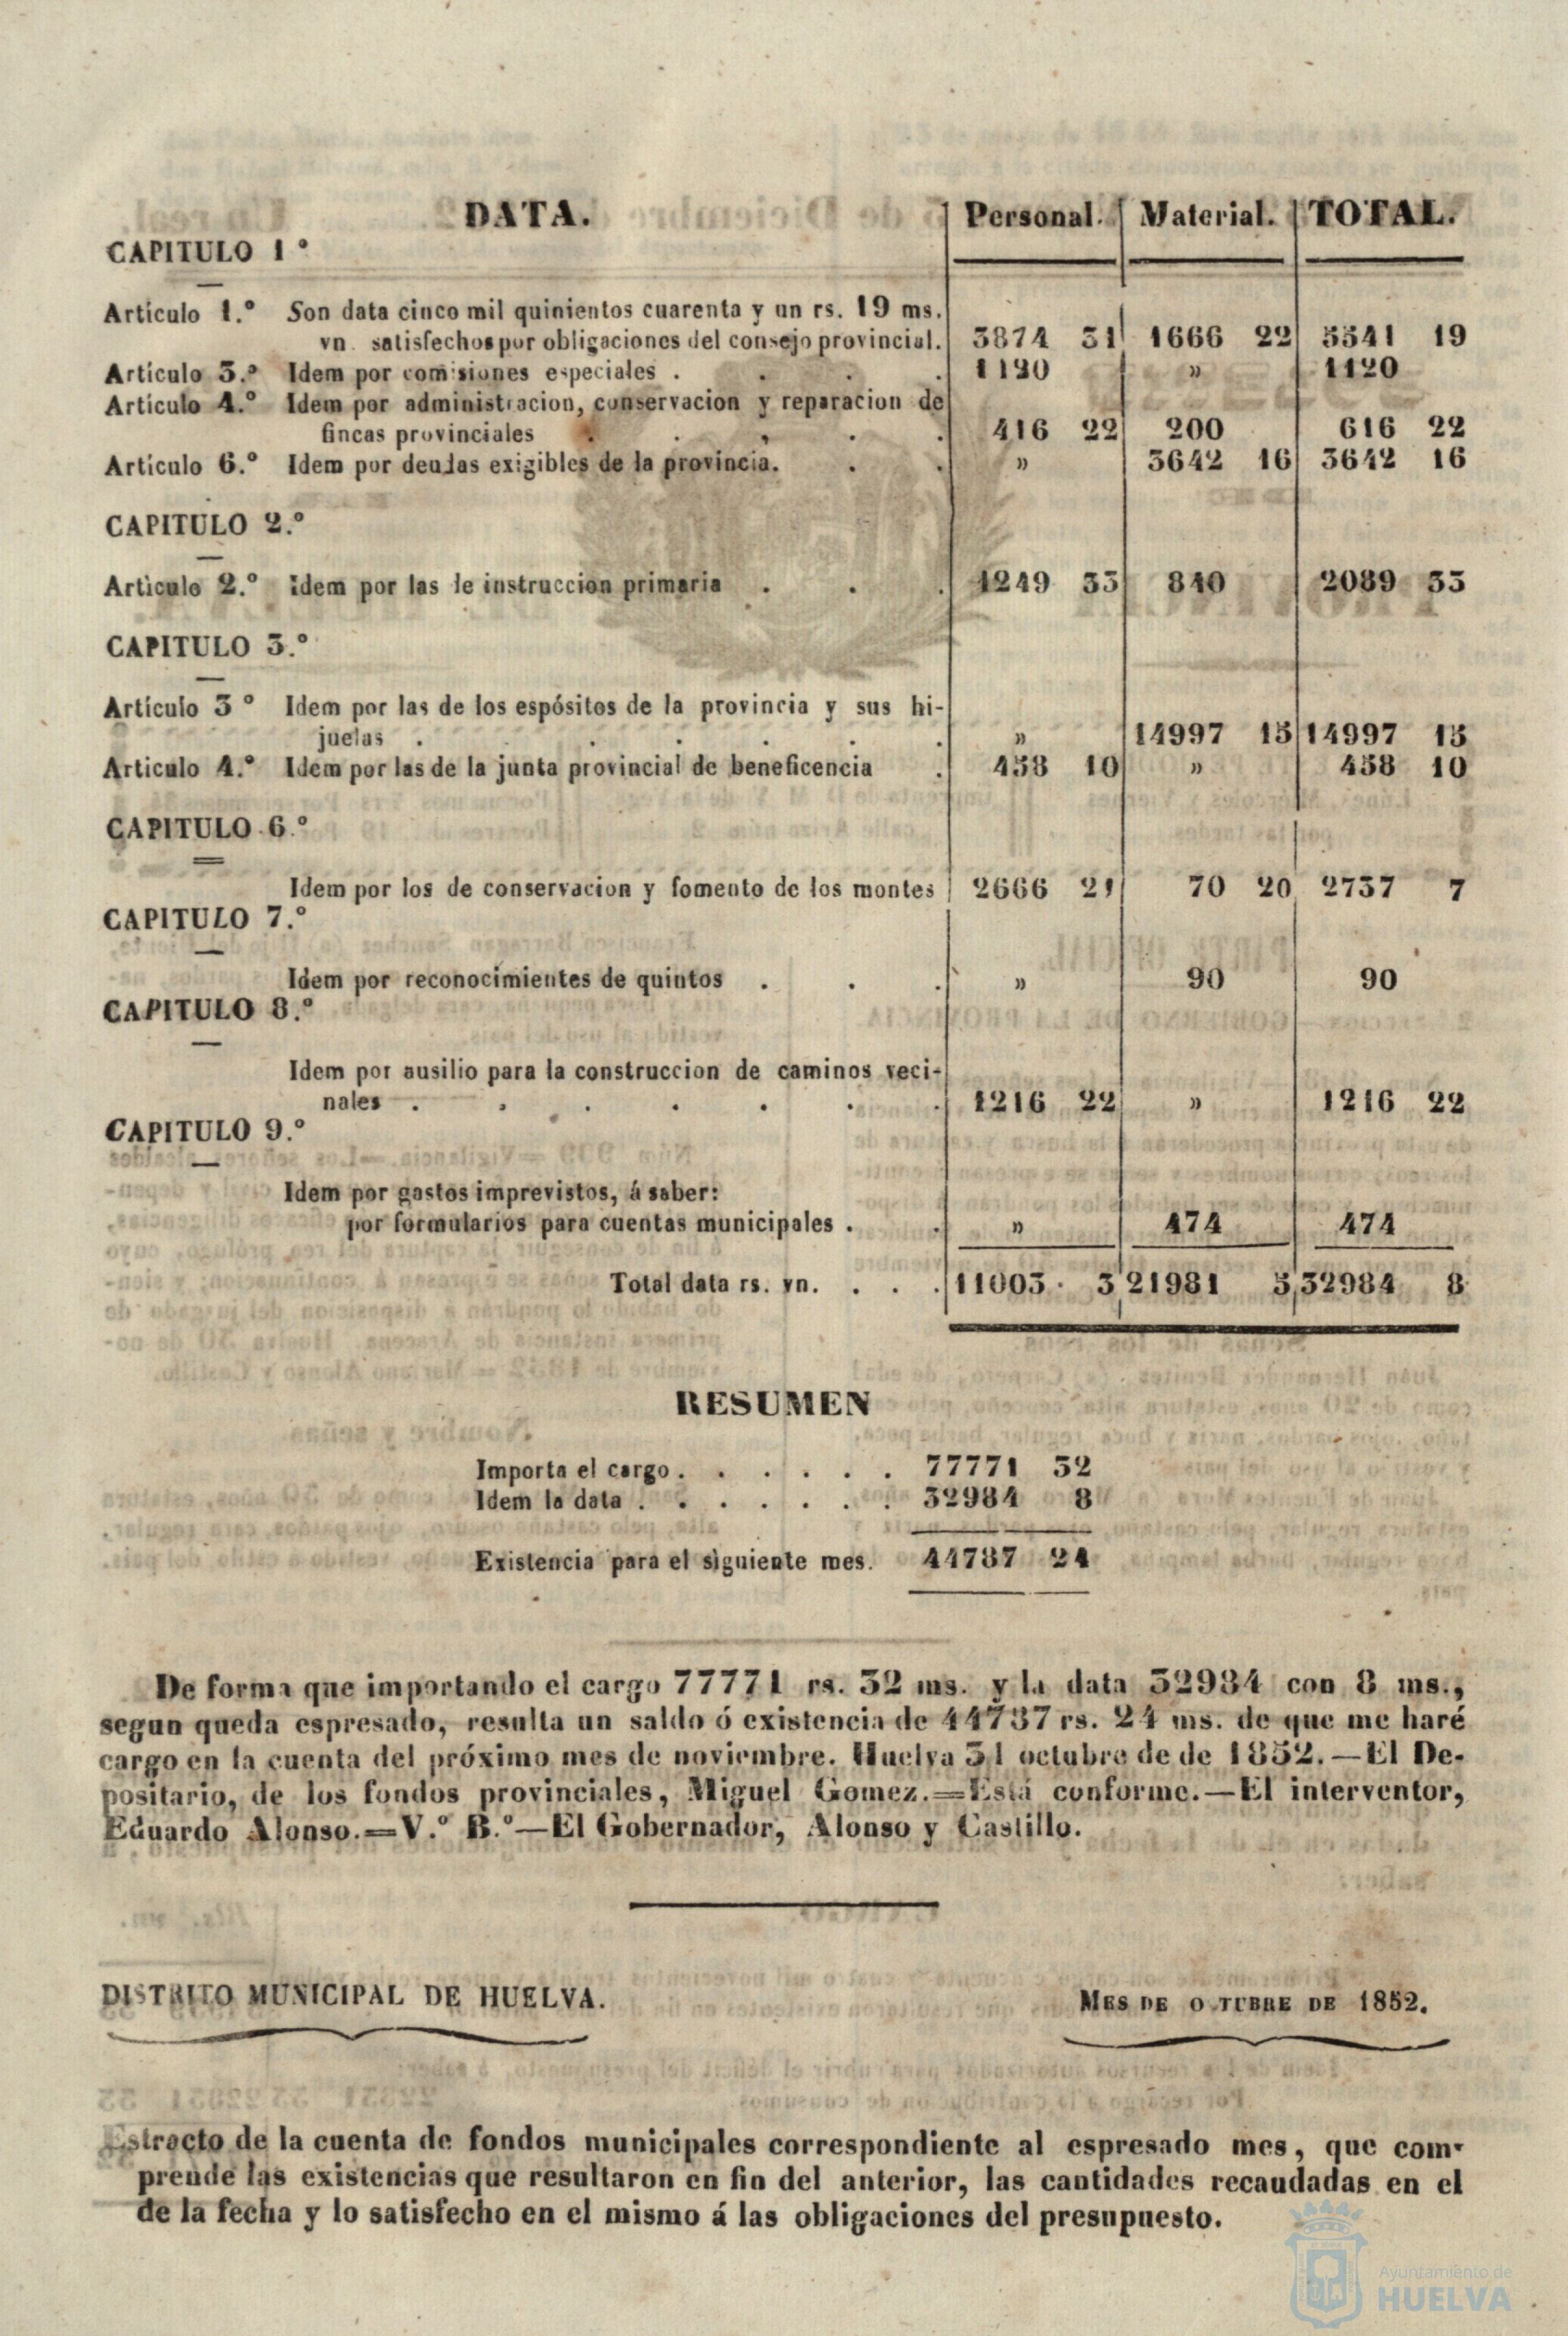 DATA. Personal. Material. TOTAL.
CAPITULO 1º
Artículo 1.º Son data cinco mil quinientos cuarenta y un rs. 19 ms.
vn. satisfechos por obligaciones del consejo provincial. 3874 31 1666 22 5541 19
Artículo 3.º Idem por comisiones especiales . . . . 1120 » 1120
Artículo 4.º Idem por administracion, conservacion y reparacion de
fincas provinciales . . . . . 416 22 200 616 22
Artículo 6.º Idem por deudas exigibles de la provincia. . . » 3642 16 3642 16
CAPITULO 2.º
Artículo 2.º idem por las de instruccion primaria . . . 1249 33 840 2089 33
CAPITULO 3.º
Artículo 3º Idem por las de los espósitos de la provincia y sus hi-
juelas . . . . . . » 14997 15 14997 15
Articulo 4.º Idem por las de la junta provincial de beneficencia . 458 10 » 458 10
CAPITULO 6.º
Idem por los de conservacion y fomento de los montes 2666 21 70 20 2737 7
CAPITULO 7.º
Idem por reconocimientes de quintos . . . » 90 90
CAPITULO 8.º
Idem por ausilio para la construccion de caminos veci-
nales . . . . . . . 1216 22 » 1216 22
CAPITULO 9.º
Idem por gastos imprevistos, á saber:
por formularios para cuentas municipales . . » 474 474
Total data rs. vn. . . . 11003 3 21981 5 32984 8
RESUMEN
Importa el cargo . . . . . . . 77771 32
Idem la data . . . . . . . 32984 8
Existencia para el siguiente mes. 44787 24
De forma que importando el cargo 77771 rs. 32 ms. y la data 32984 con 8 ms.,
segun queda espresado, resulta un saldo ó existencia de 44787 rs. 24 ms. de que me haré
cargo en la cuenta del próximo mes de noviembre. Huelva 31 octubre de de 1852.—El De-
positario, de los fondos provinciales, Miguel Gomez.=Está conforme.—El interventor,
Eduardo Alonso.=V.º B.º—El Gobernador, Alonso y Castillo.
DISTRITO MUNICIPAL DE HUELVA. MES DE O TUBRE DE 1852.
Estracto de la cuenta de fondos municipales correspondiente al espresado mes, que com-
prende las existencias que resultaron en fin del anterior, las cantidades recaudadas en el
de la fecha y lo satisfecho en el mismo á las obligaciones del presupuesto.
Ayuntamiento de
HUELVA